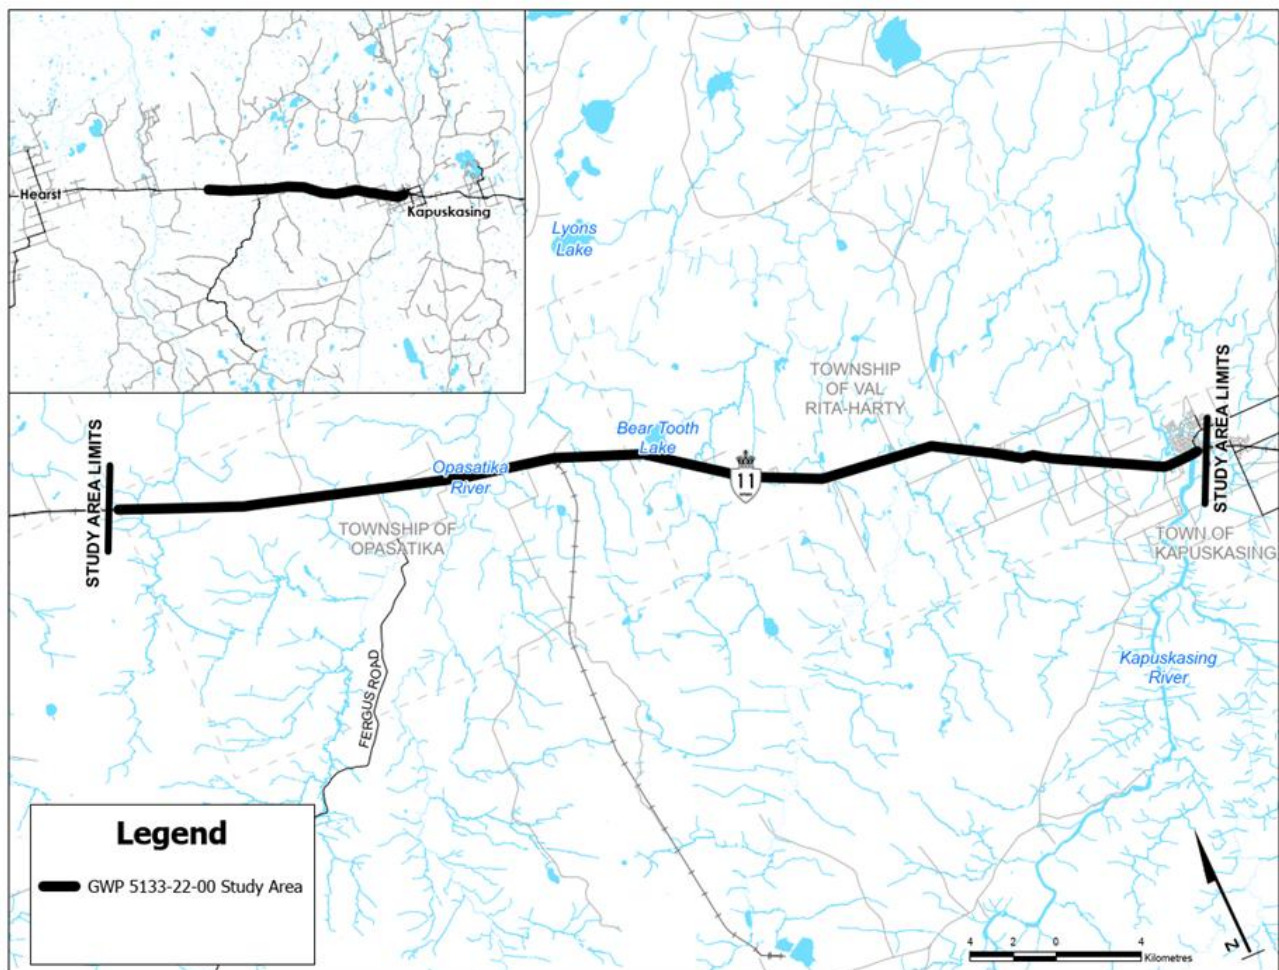 Hearst
Kapuskasing
Lyons
Lake
TOWNSHIP
OF VAL
RITA-HARTY
STUDY AREA LIMITS
Bear Tooth
Lake
STUDY AREA LIMITS
Opasatika
River
11
TOWNSHIP OF
OPASATIKA
TOWN OF
KAPUSKASING
FERGUS ROAD
Kapuskasing
River
Legend
GWP 5133-22-00 Study Area
N
4 2 0 4
Kilometres